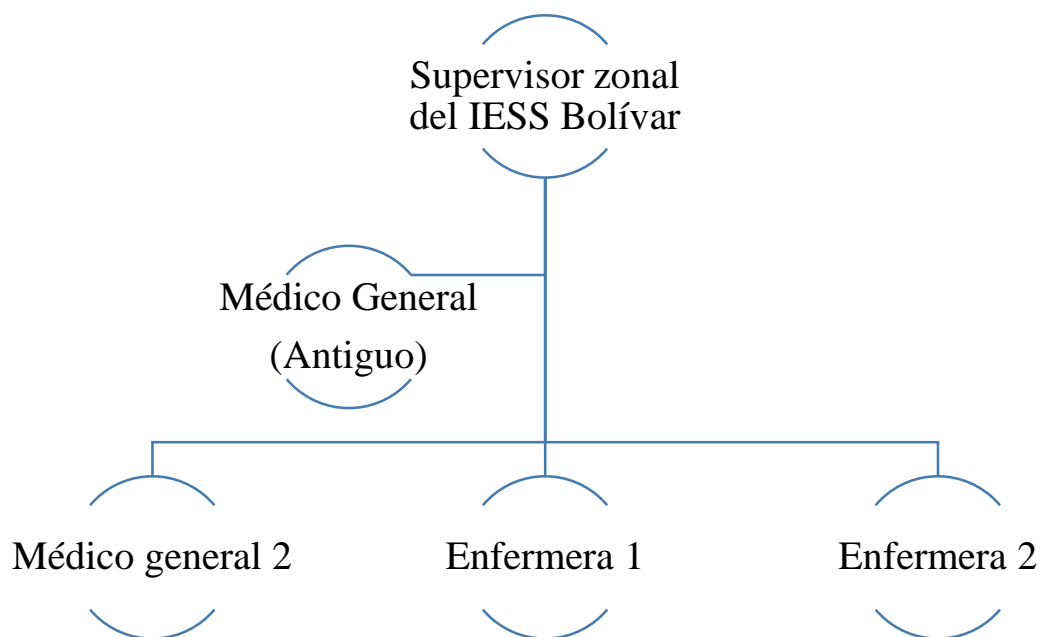 Supervisor zonal
del IESS Bolívar
Médico General
(Antiguo)
Médico general 2
Enfermera 1
Enfermera 2